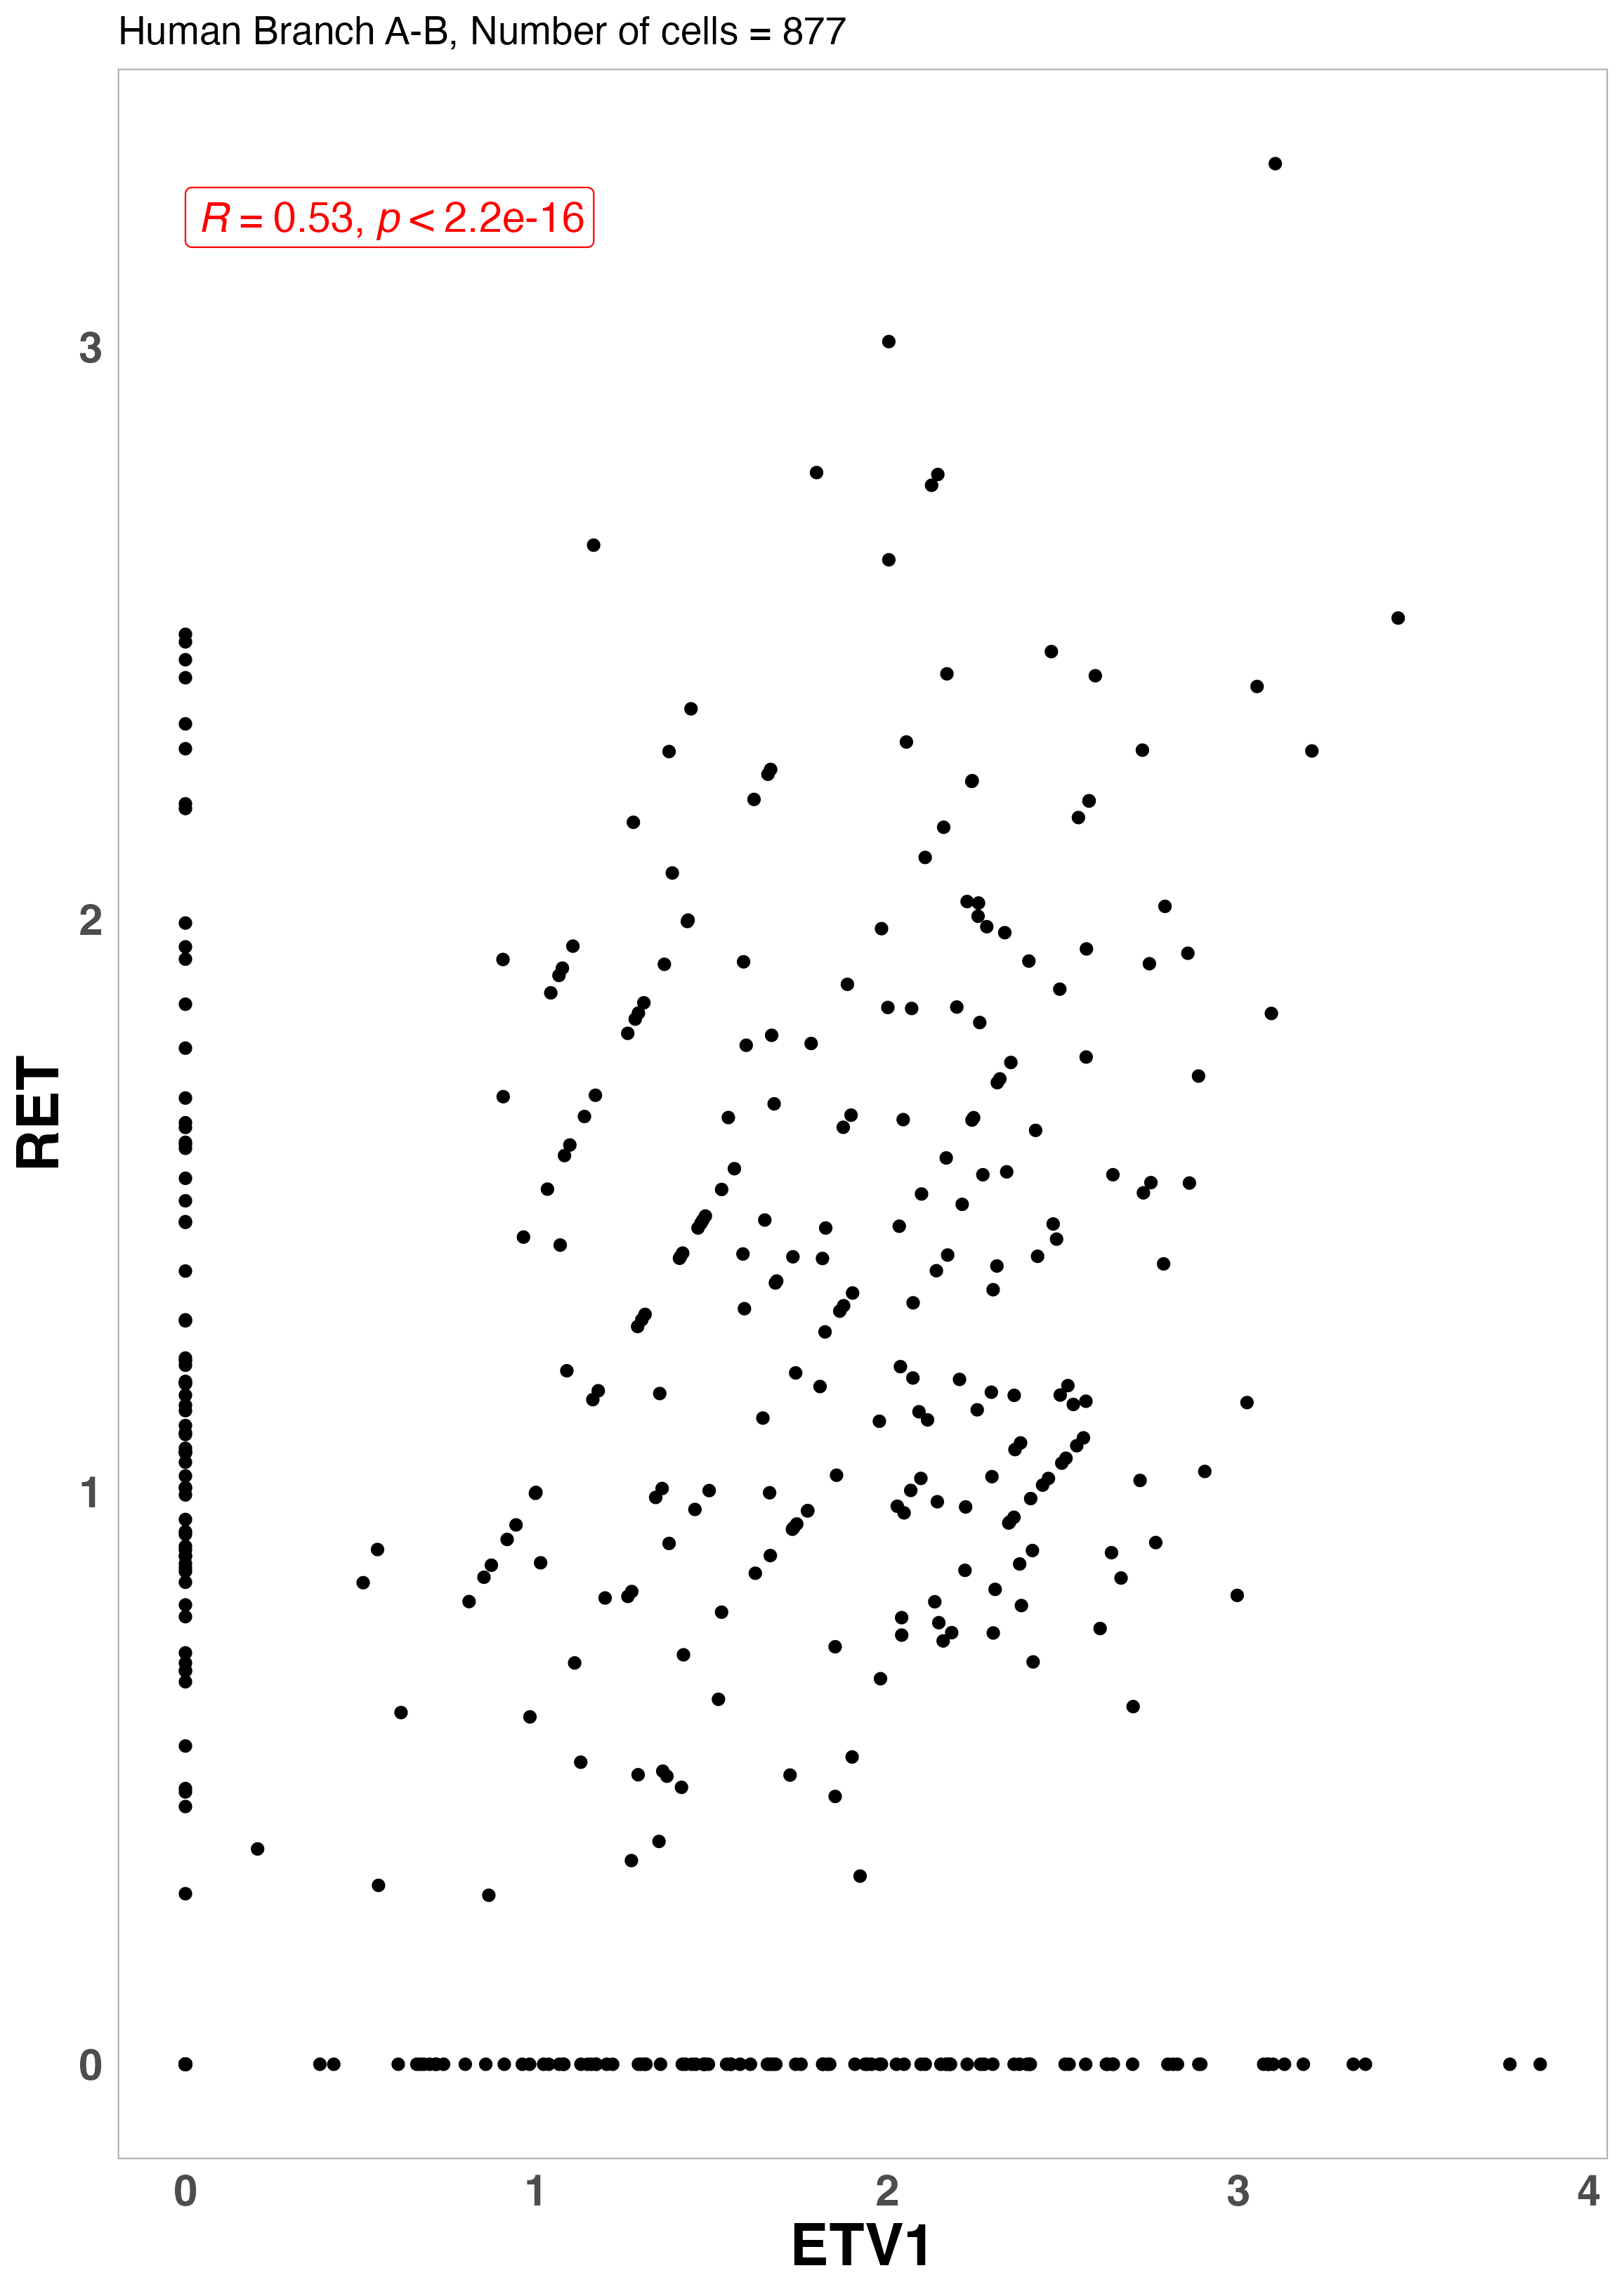 Human Branch A-B, Number of cells = 877
R = 0.53, p < 2.2e-16
3
2
1
0
RET
0 1 2 3 4
ETV1